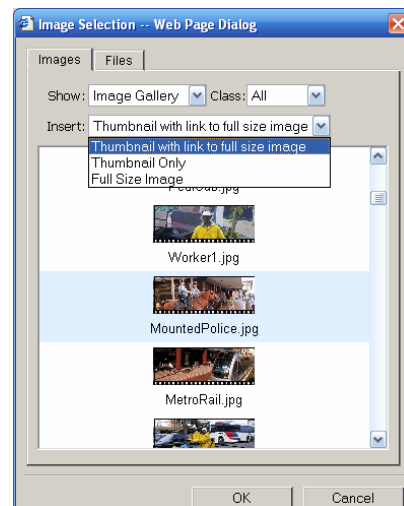 Image Selection -- Web Page Dialog
Images Files
Show: Image Gallery Class: All
Insert: Thumbnail with link to full size image
Thumbnail with link to full size image
Thumbnail Only
Full Size Image
Worker1.jpg
MountedPolice.jpg
MetroRail.jpg
OK Cancel